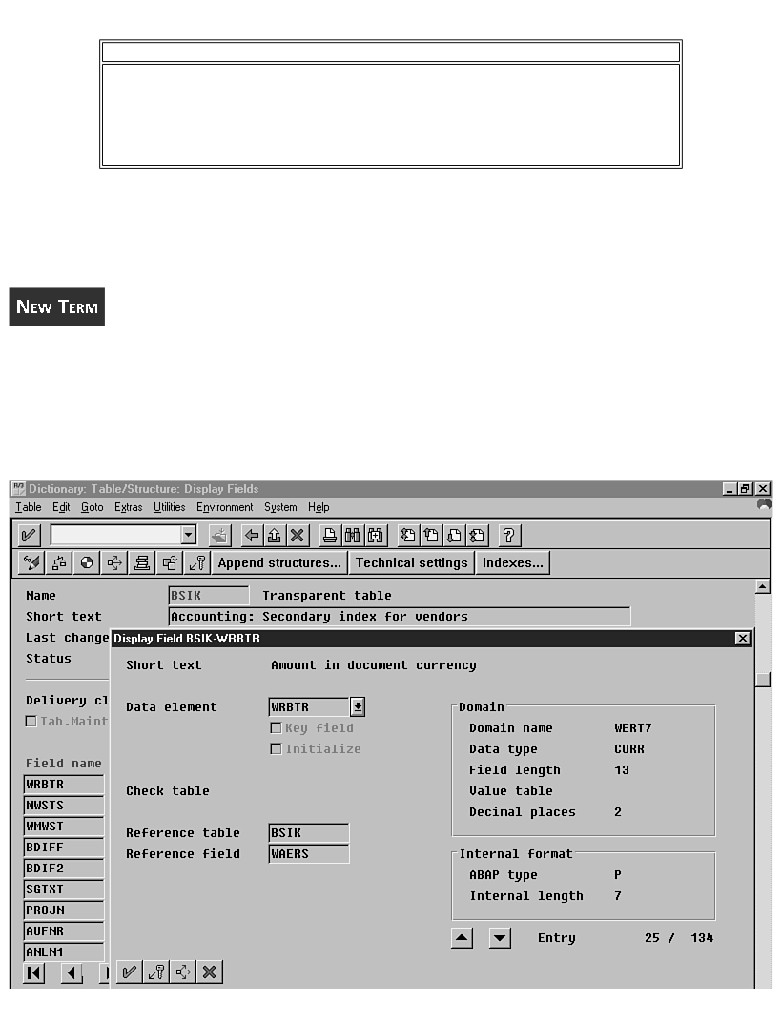 NEW TERM
Dictionary: Table/Structure: Display Fields
Table Edit Goto Extras Utilities Environment System Help
Append structures... Technical settings Indexes...
Name BSIK Transparent table
Short text Accounting: Secondary index for vendors
Last change
Status
Delivery cl
Tab.Maint
Field name
WRBTR
NWSTS
WMWST
BDIFF
BDIF2
SGTXT
PROJN
AUFNR
ANLN1
Display Field BSIK-WRBTR
Short text Amount in document currency
Data element WRBTR
Key field
Initialize
Check table
Reference table BSIK
Reference field WAERS
Domain
Domain name WERT7
Data type CURR
Field length 13
Value table
Decimal places 2
Internal format
ABAP type P
Internal length 7
Entry 25 / 134